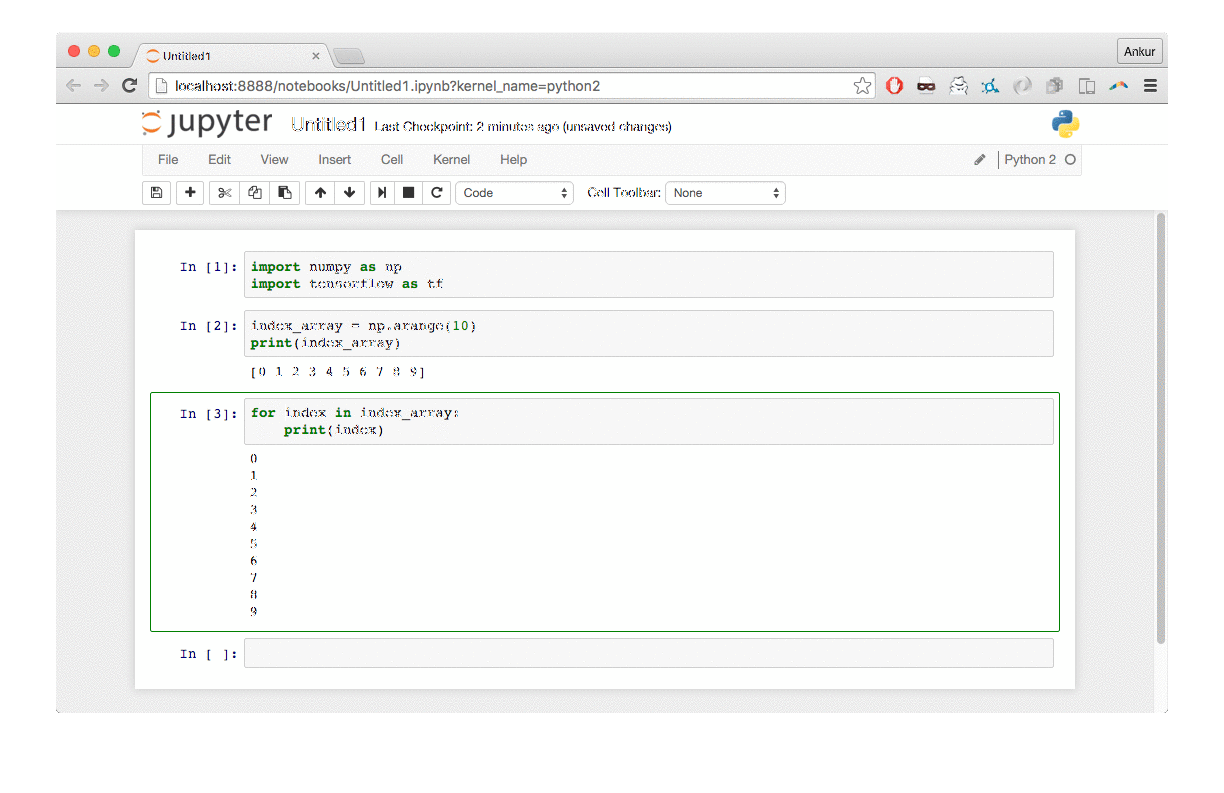 Untitled1
Ankur
localhost:8888/notebooks/Untitled1.ipynb?kernel_name=python2
jupyter Untitled1 Last Checkpoint: 2 minutes ago (unsaved changes)
File Edit View Insert Cell Kernel Help Python 2
Code Cell Toolbar: None
In [1]: import numpy as np
import tensorflow as tf
In [2]: index_array = np.arange(10)
print(index_array)
[0 1 2 3 4 5 6 7 8 9]
In [3]: for index in index_array:
print(index)
0
1
2
3
4
5
6
7
8
9
In [ ]: